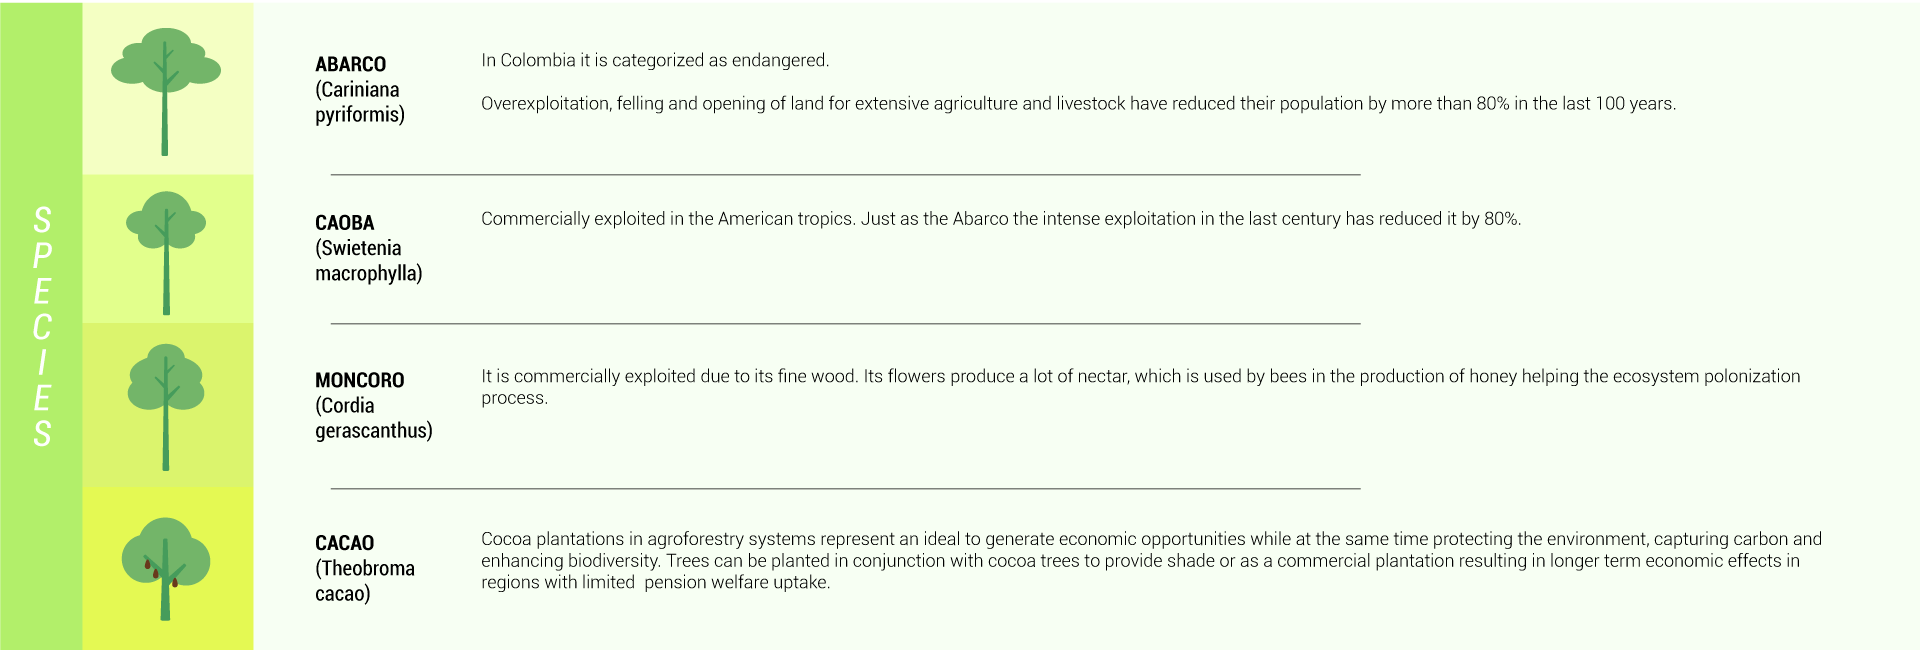 SPECIES
ABARCO
(Cariniana
pyriformis)
In Colombia it is categorized as endangered.
Overexploitation, felling and opening of land for extensive agriculture and livestock have reduced their population by more than 80% in the last 100 years.
CAOBA
(Swietenia
macrophylla)
Commercially exploited in the American tropics. Just as the Abarco the intense exploitation in the last century has reduced it by 80%.
MONCORO
(Cordia
gerascanthus)
It is commercially exploited due to its fine wood. Its flowers produce a lot of nectar, which is used by bees in the production of honey helping the ecosystem polonization
process.
CACAO
(Theobroma
cacao)
Cocoa plantations in agroforestry systems represent an ideal to generate economic opportunities while at the same time protecting the environment, capturing carbon and
enhancing biodiversity. Trees can be planted in conjunction with cocoa trees to provide shade or as a commercial plantation resulting in longer term economic effects in
regions with limited  pension welfare uptake.